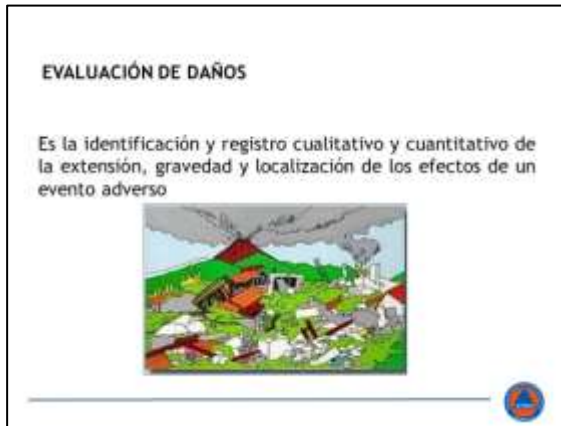 EVALUACIÓN DE DAÑOS
Es la identificación y registro cualitativo y cuantitativo de
la extensión, gravedad y localización de los efectos de un
evento adverso